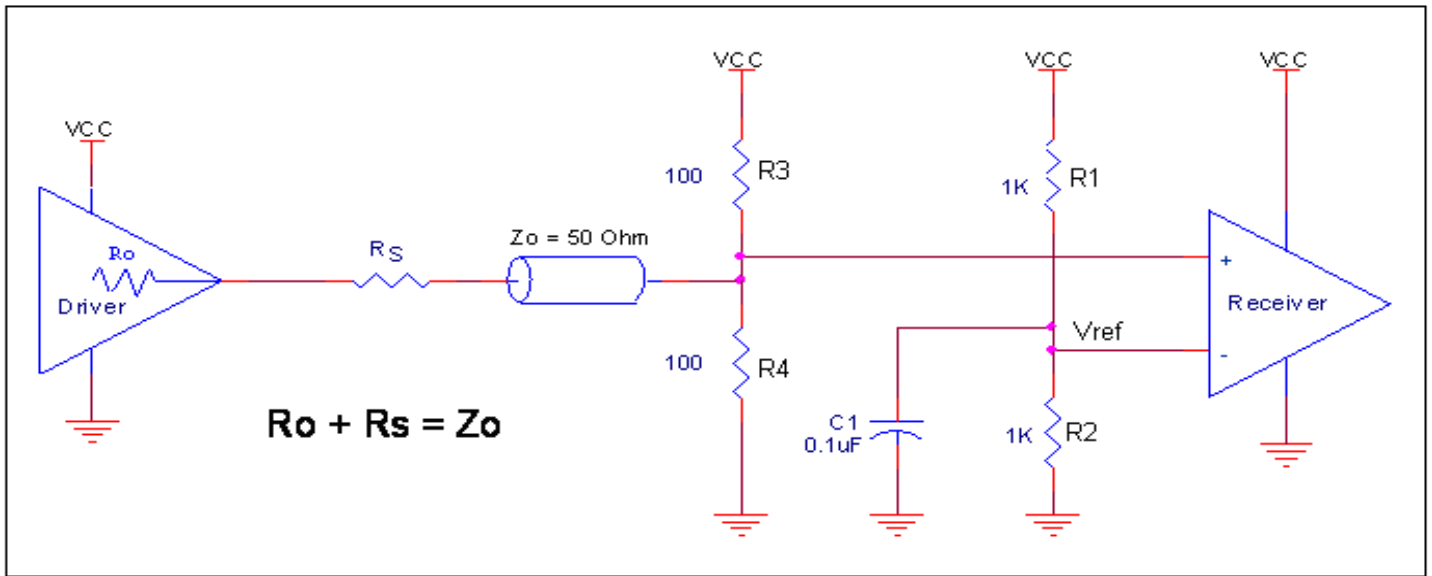 VCC
VCC
VCC
VCC
R3
100
1K
R1
Zo = 50 Ohm
RS
Ro
Driver
+
Receiver
Vref
-
100
R4
Ro + Rs = Zo
C1
0.1uF
1K
R2